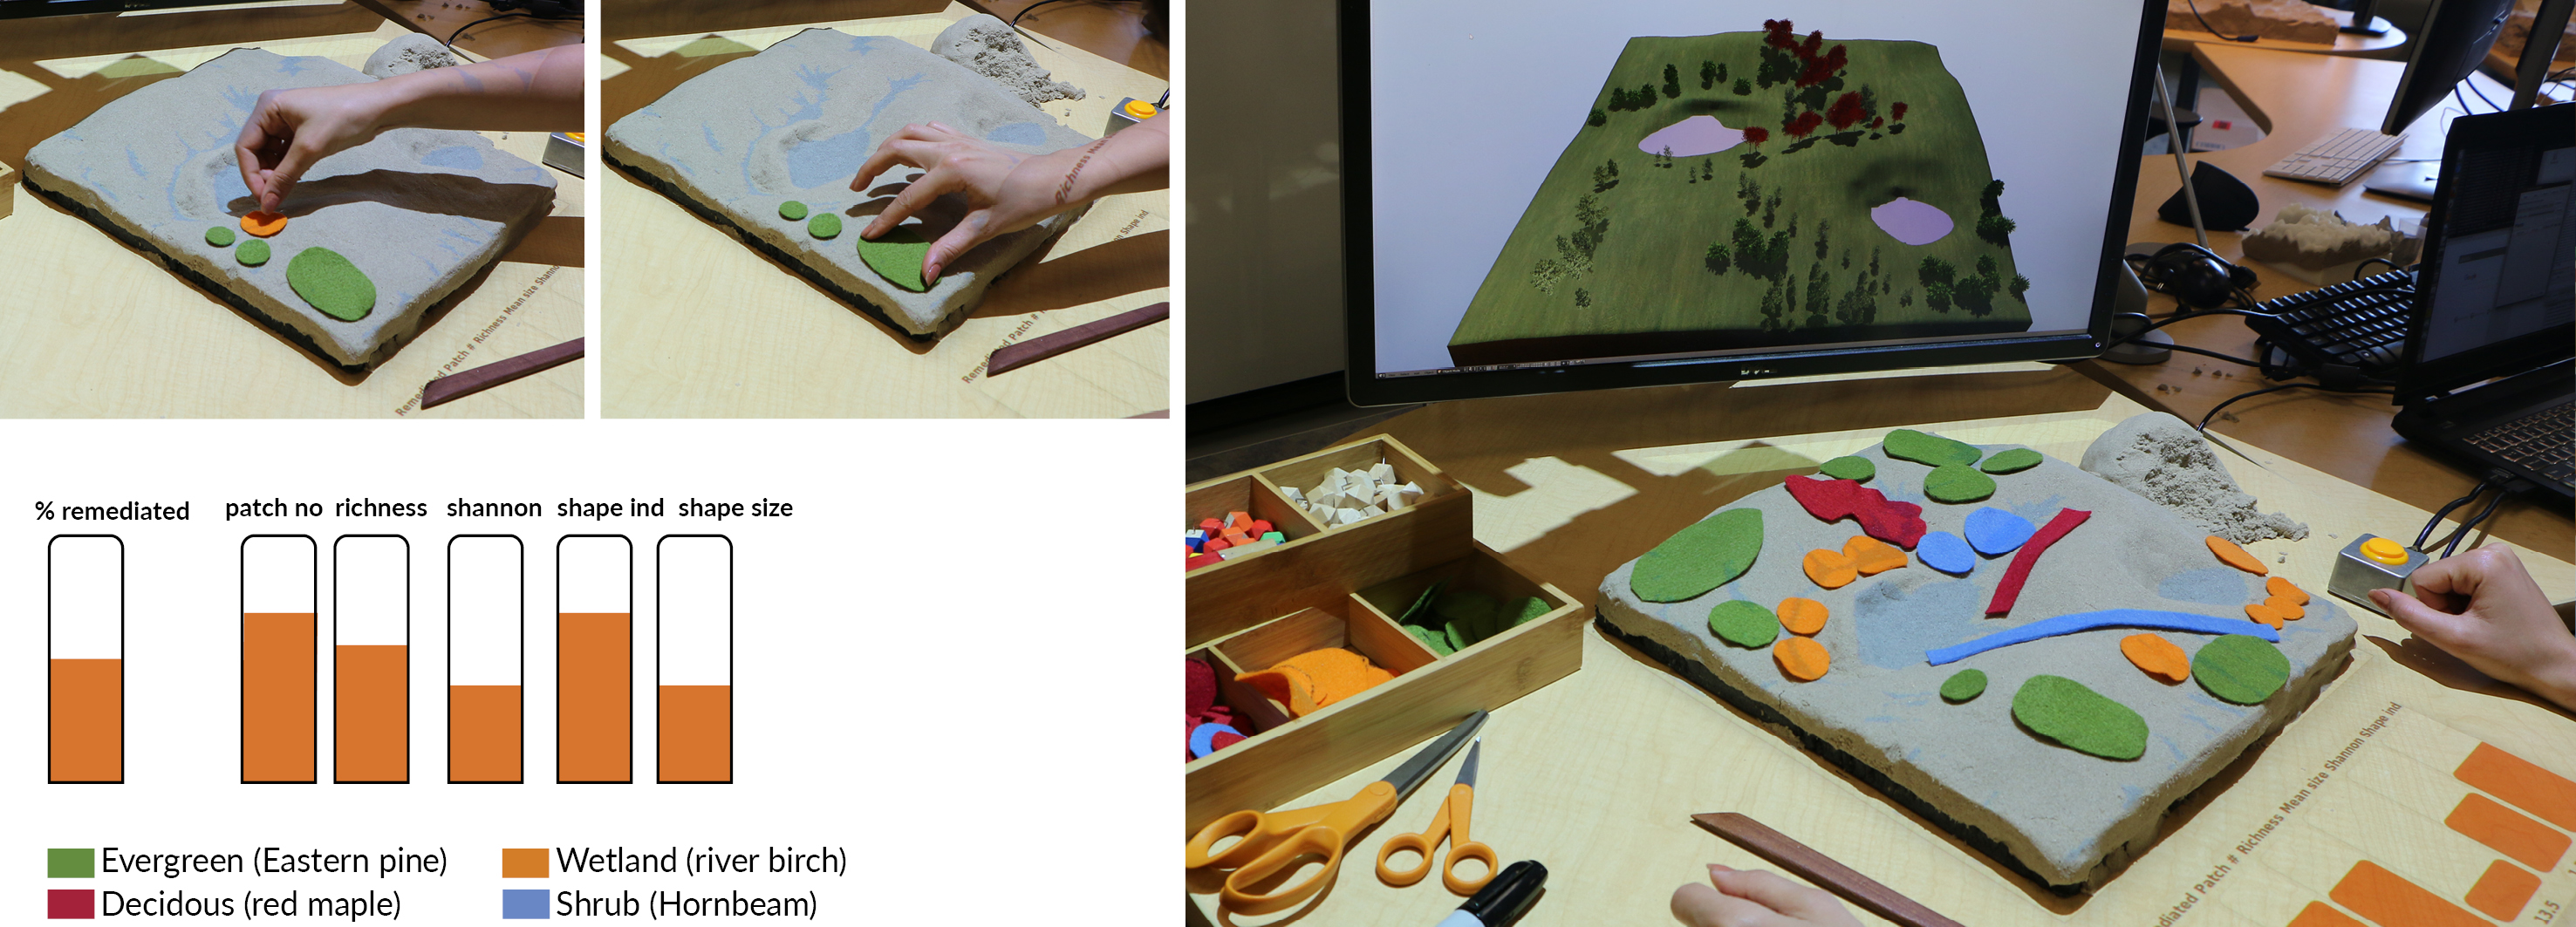 Remediated Patch # Richness Mean size Shannon
Richness Mean
Shape ind
Remediated Patch #
% remediated
patch no richness shannon shape ind shape size
Evergreen (Eastern pine)
Wetland (river birch)
Decidous (red maple)
Shrub (Hornbeam)
diated Patch # Richness Mean size Shannon Shape ind
13.5